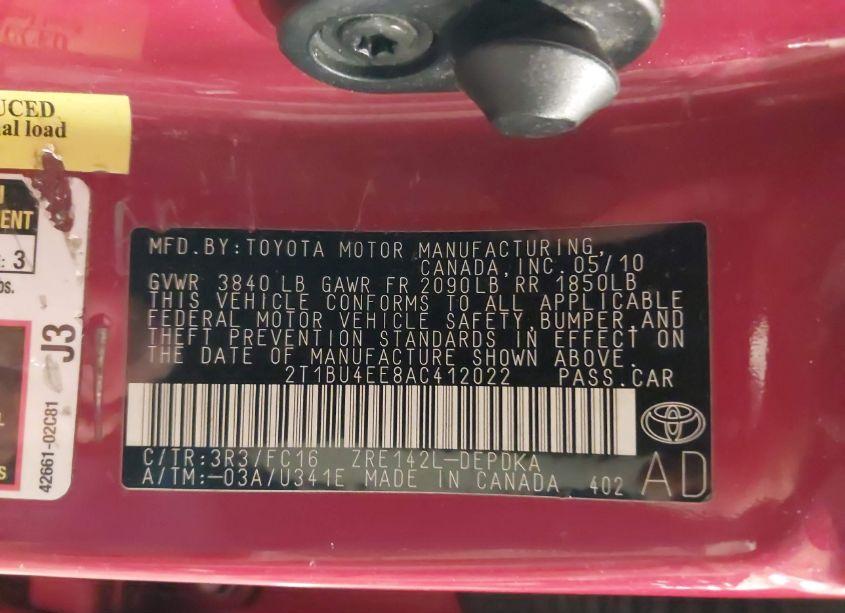 UCED
al load
ENT
: 3
os.
J3
42661-02C81
L
S
MFD.BY:TOYOTA MOTOR MANUFACTURING,
CANADA,INC. 05/10
GVWR 3840 LB GAWR FR 2090LB RR 1850LB
THIS VEHICLE CONFORMS TO ALL APPLICABLE
FEDERAL MOTOR VEHICLE SAFETY,BUMPER,AND
THEFT PREVENTION STANDARDS IN EFFECT ON
THE DATE OF MANUFACTURE SHOWN ABOVE.
2T1BU4EE8AC412022 PASS.CAR
C/TR:3R3/FC16 ZRE142L-DEPDKA
A/TM:-03A/U341E MADE IN CANADA 402
AD